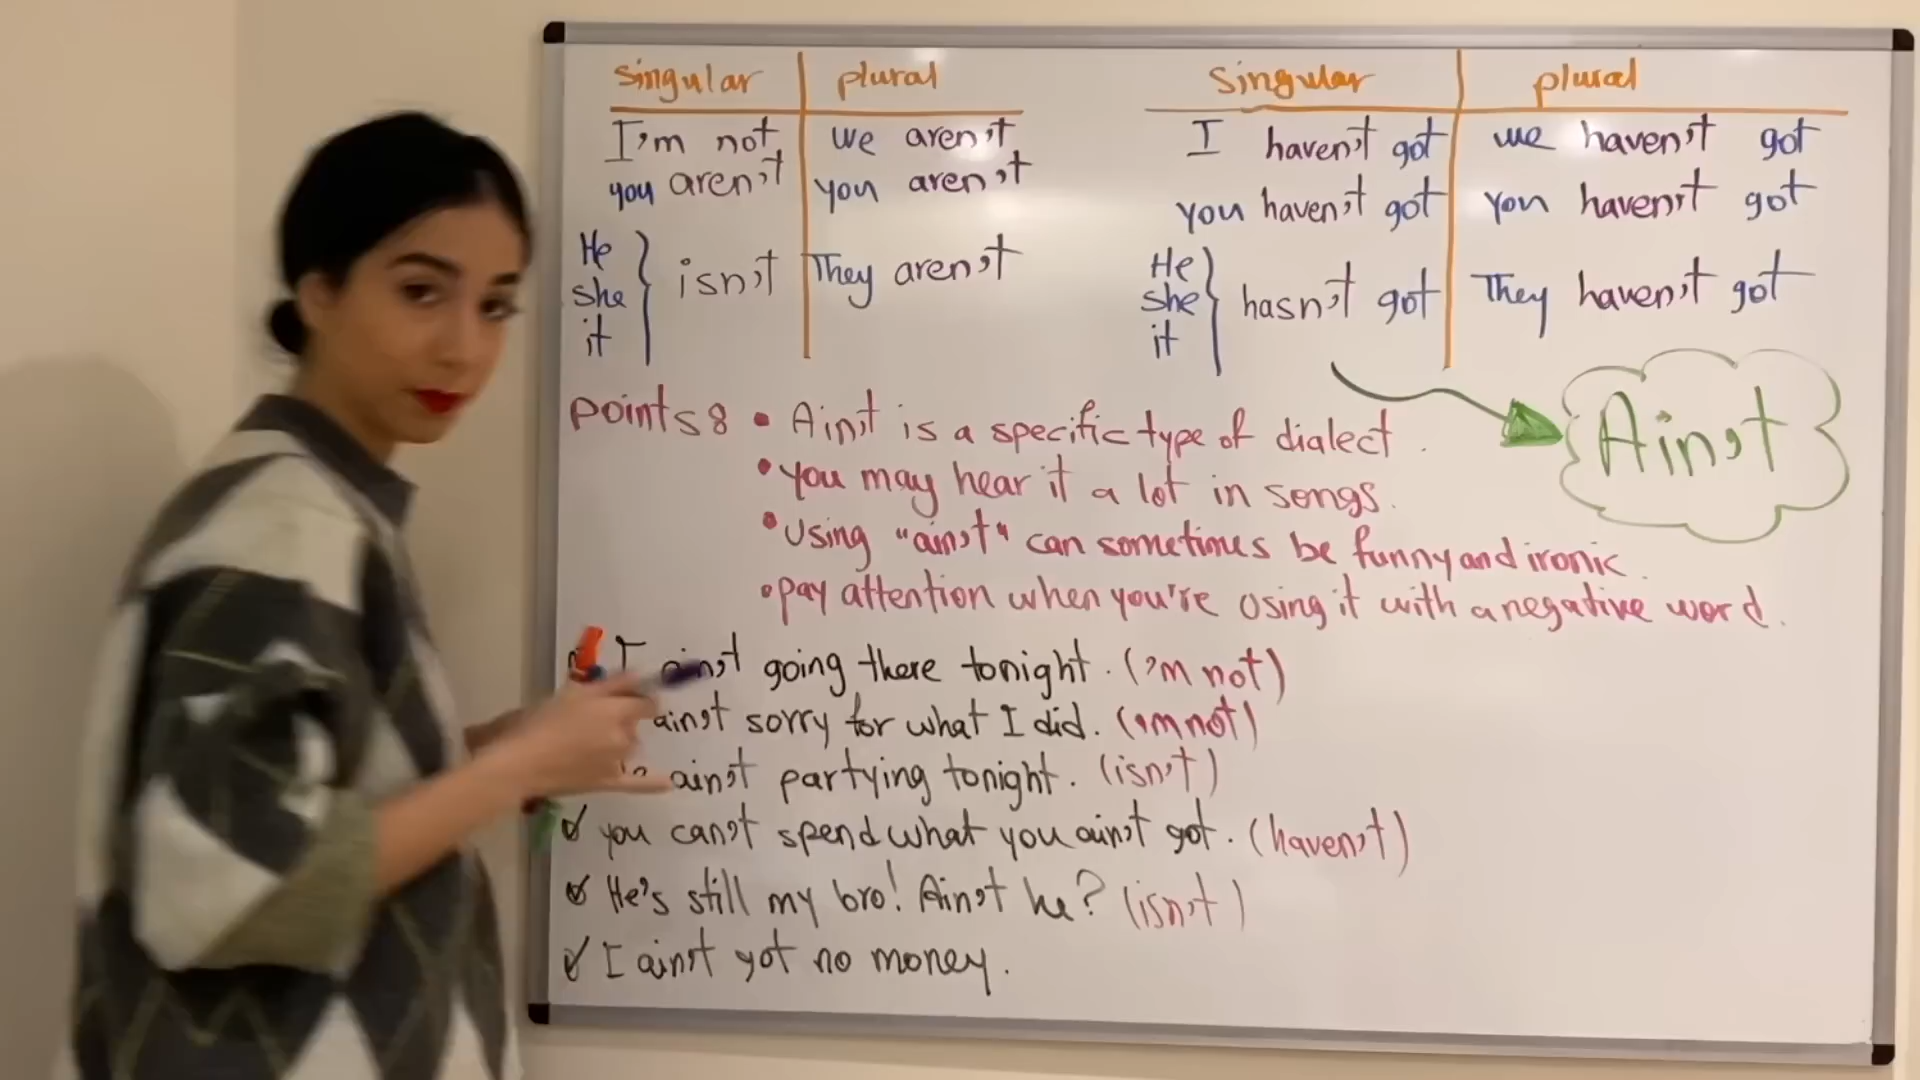 singular plural
I'm not we aren't
you aren't you aren't
He
she
it
isn't They aren't
singular plural
I haven't got we haven't got
you haven't got you haven't got
He
she
it
hasn't got They haven't got
Ain't
points: • Ain't is a specific type of dialect.
• you may hear it a lot in songs.
• Using "ain't" can sometimes be funny and ironic.
• pay attention when you're using it with a negative word.
I ain't going there tonight. ('m not)
ain't sorry for what I did. ('m not)
ain't partying tonight. (isn't)
you can't spend what you ain't got. (haven't)
He's still my bro! Ain't he? (isn't)
I ain't got no money.